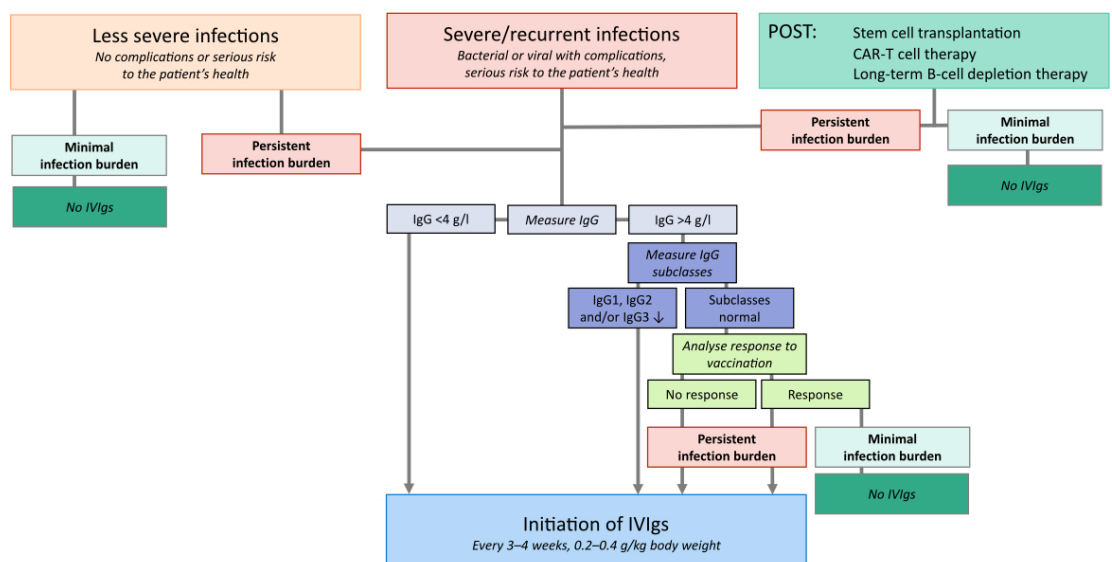 Less severe infections
No complications or serious risk
to the patient's health
Severe/recurrent infections
Bacterial or viral with complications,
serious risk to the patient's health
POST: Stem cell transplantation
CAR-T cell therapy
Long-term B-cell depletion therapy
Minimal
infection burden
Persistent
infection burden
Persistent
infection burden
Minimal
infection burden
No IVIgs
No IVIgs
IgG <4 g/l
Measure IgG
IgG >4 g/l
Measure IgG
subclasses
IgG1, IgG2
and/or IgG3 ↓
Subclasses
normal
Analyse response to
vaccination
No response
Response
Persistent
infection burden
Minimal
infection burden
No IVIgs
Initiation of IVIgs
Every 3–4 weeks, 0.2–0.4 g/kg body weight